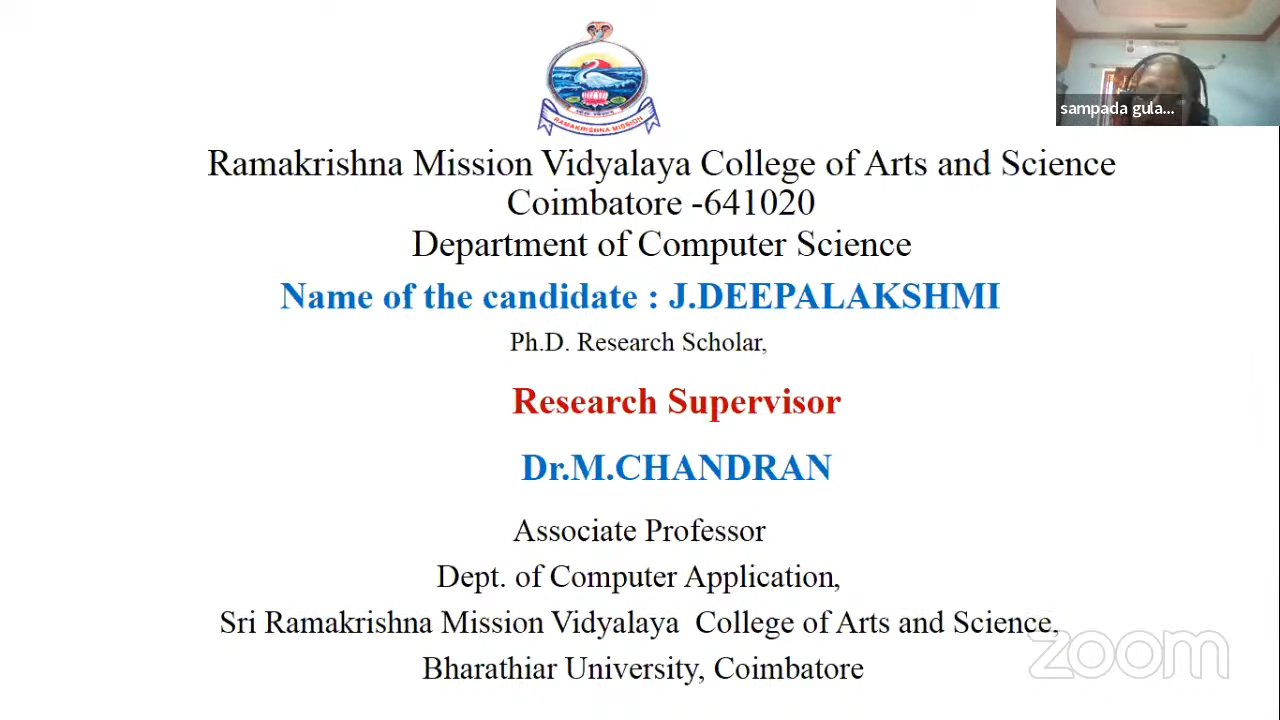 RAMAKRISHNA MISSION
sampada gula...
Ramakrishna Mission Vidyalaya College of Arts and Science
Coimbatore -641020
Department of Computer Science
Name of the candidate : J.DEEPALAKSHMI
Ph.D. Research Scholar,
Research Supervisor
Dr.M.CHANDRAN
Associate Professor
Dept. of Computer Application,
Sri Ramakrishna Mission Vidyalaya College of Arts and Science,
Bharathiar University, Coimbatore
zoom